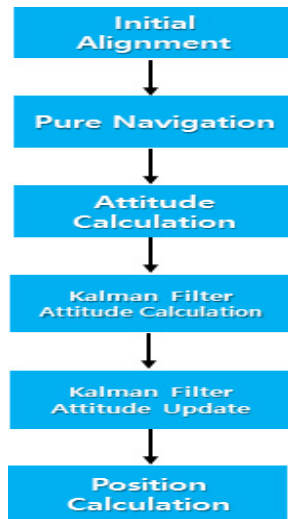 Initial
Alignment
Pure Navigation
Attitude
Calculation
Kalman Filter
Attitude Calculation
Kalman Filter
Attitude Update
Position
Calculation